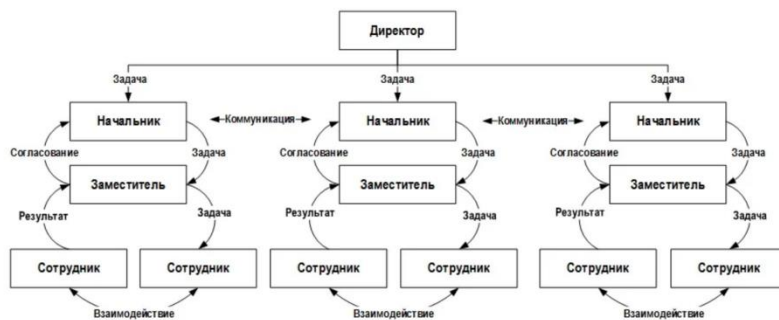 Директор
Задача Задача Задача
Начальник Коммуникация Начальник Коммуникация Начальник
Согласование Задача Согласование Задача Согласование Задача
Заместитель Заместитель Заместитель
Результат Задача Результат Задача Результат Задача
Сотрудник Сотрудник Сотрудник Сотрудник Сотрудник Сотрудник
Взаимодействие Взаимодействие Взаимодействие